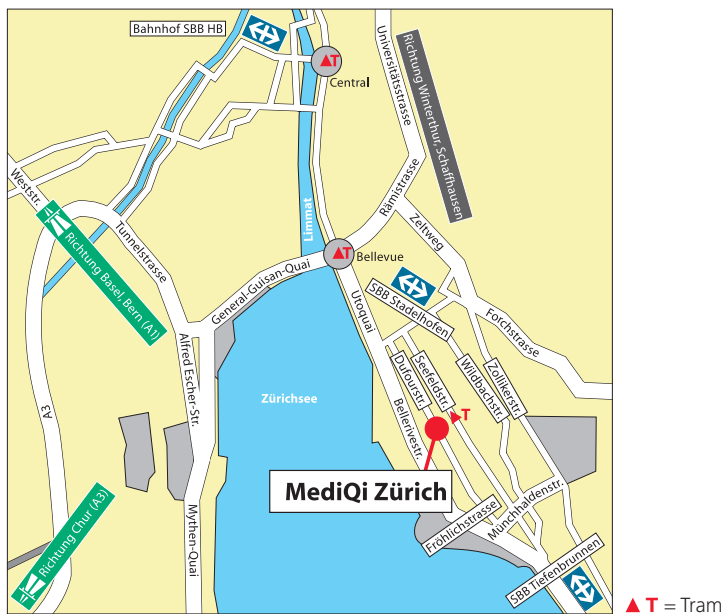 Bahnhof SBB HB
T
Central
Universitätsstrasse
Richtung Winterthur, Schaffhausen
Weststr.
Richtung Basel, Bern (A1)
Tunnelstrasse
Limmat
Rämistrasse
Zeltweg
T
Bellevue
General-Guisan-Quai
Utoquai
SBB Stadelhofen
Forchstrasse
Alfred Escher-Str.
Zürichsee
Dufourstr.
Seefeldstr.
Wildbachstr.
Zollikerstr.
A3
Bellerivestr.
T
MediQi Zürich
Münchhaldenstr.
Fröhlichstrasse
Mythen-Quai
Richtung Chur (A3)
SBB Tiefenbrunnen
T = Tram